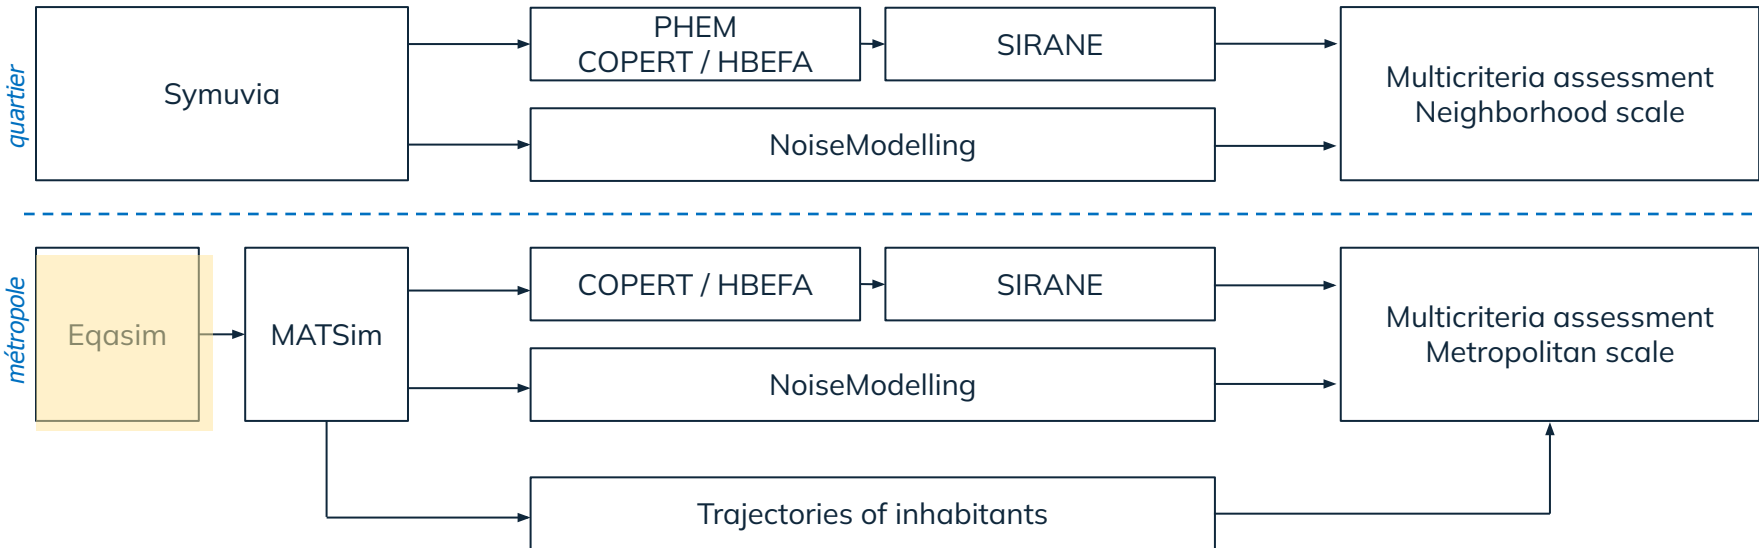 quartier
Symuvia
PHEM
COPERT / HBEFA
SIRANE
NoiseModelling
Multicriteria assessment
Neighborhood scale
métropole
Eqasim
MATSim
COPERT / HBEFA
SIRANE
NoiseModelling
Trajectories of inhabitants
Multicriteria assessment
Metropolitan scale